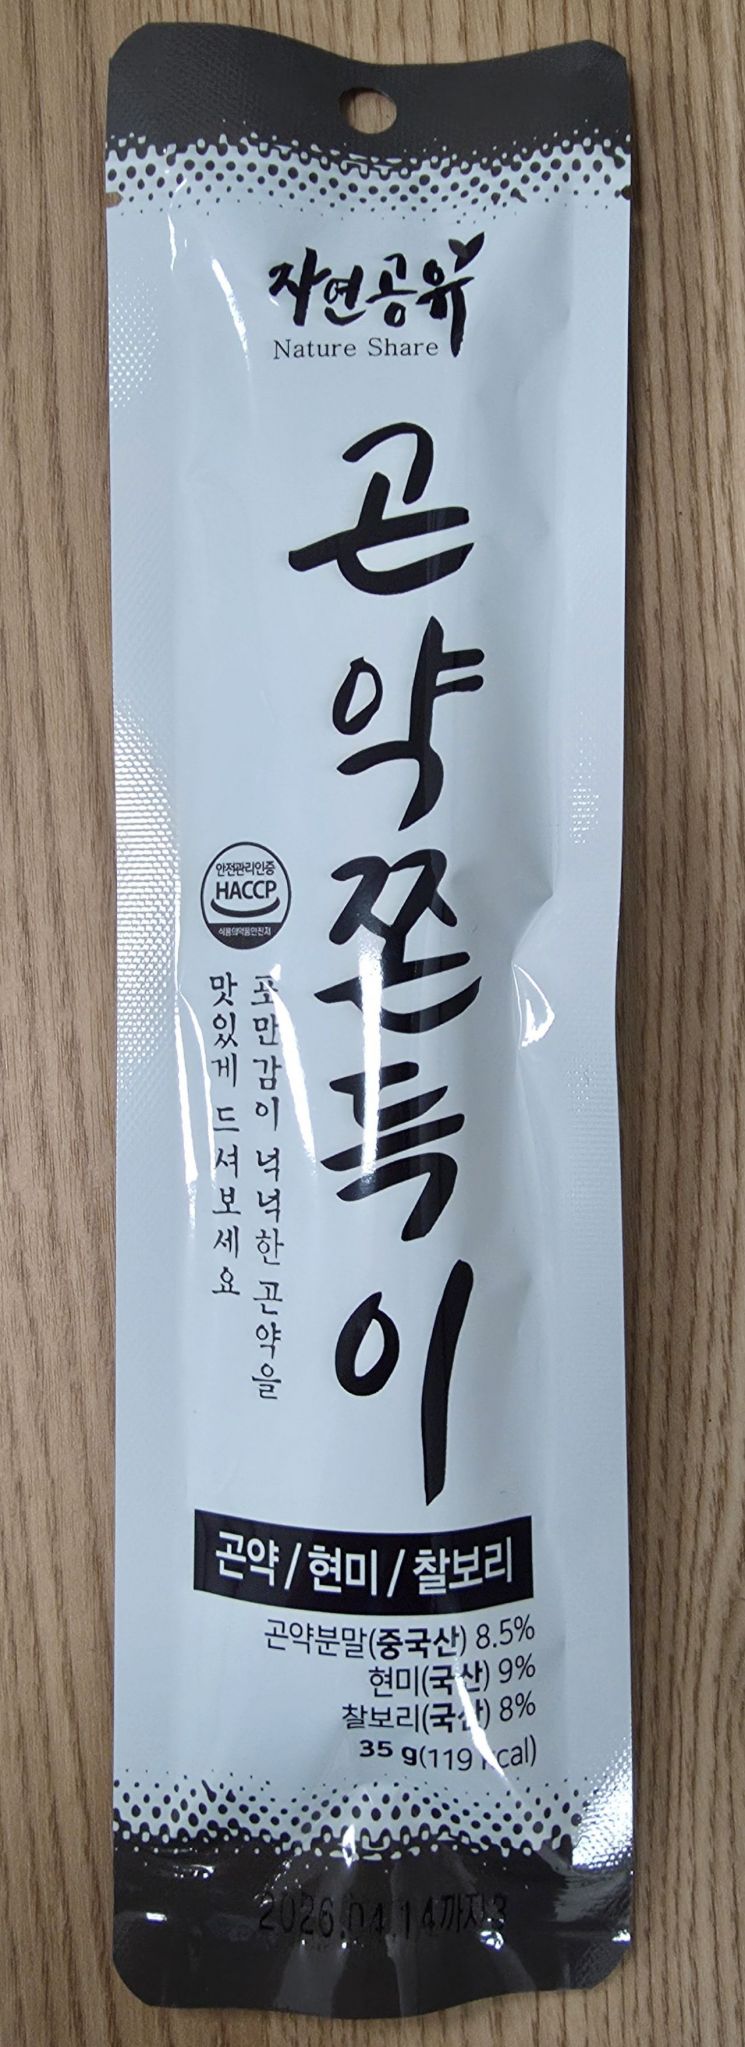 자연공유
Nature Share
곤약쫀득이
안전관리인증
HACCP
식품의약품안전처
포만감이 넉넉한 곤약을
맛있게 드셔보세요
곤약/현미/찰보리
곤약분말(중국산) 8.5%
현미(국산) 9%
찰보리(국산) 8%
35 g(119 kcal)
2026.04.14까지3